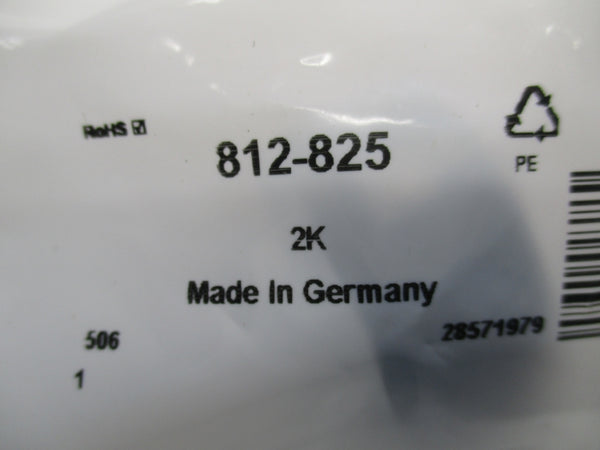 RoHS ☑
812-825
PE
2K
Made In Germany
506
28571979
1